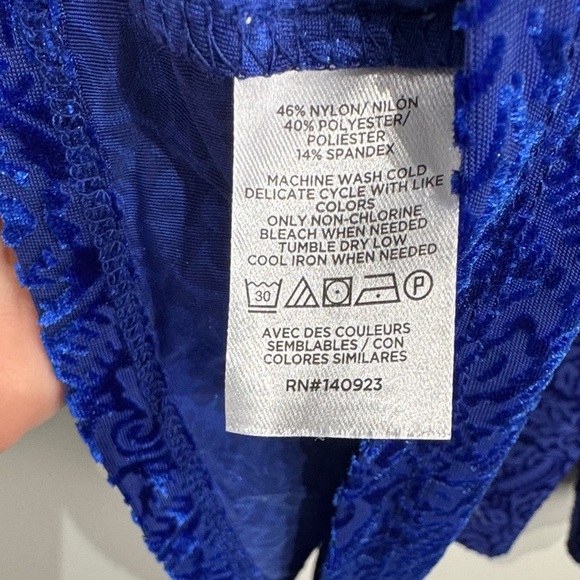 46% NYLON/ NILÓN
40% POLYESTER/
POLIESTER
14% SPANDEX
MACHINE WASH COLD
DELICATE CYCLE WITH LIKE
COLORS
ONLY NON-CHLORINE
BLEACH WHEN NEEDED
TUMBLE DRY LOW
COOL IRON WHEN NEEDED
30 P
AVEC DES COULEURS
SEMBLABLES / CON
COLORES SIMILARES
RN#140923